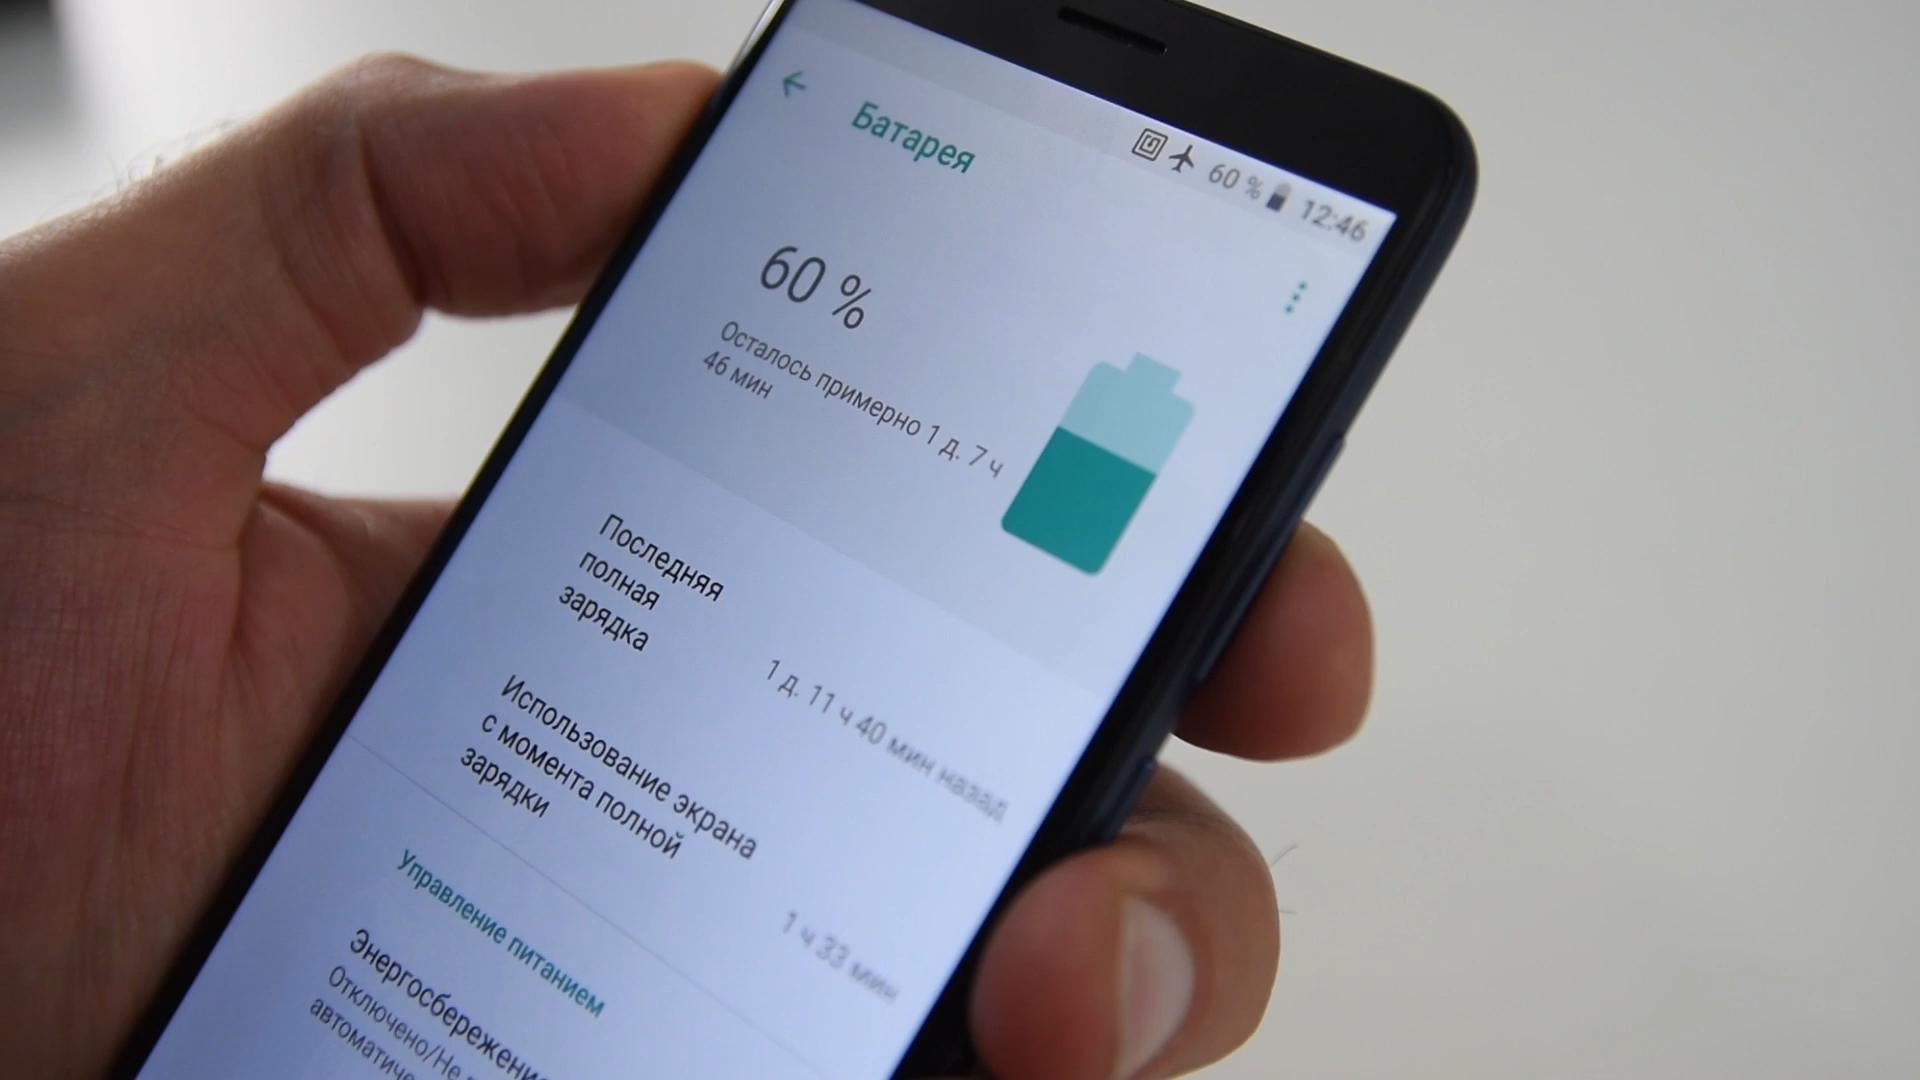 60 % 12:46
Батарея
60 %
Осталось примерно 1 д. 7 ч
46 мин
Последняя
полная
зарядка
1 д. 11 ч 40 мин назад
Использование экрана
с момента полной
зарядки
1 ч 33 мин
Управление питанием
Энергосбережение
Отключено/Не
автоматиче